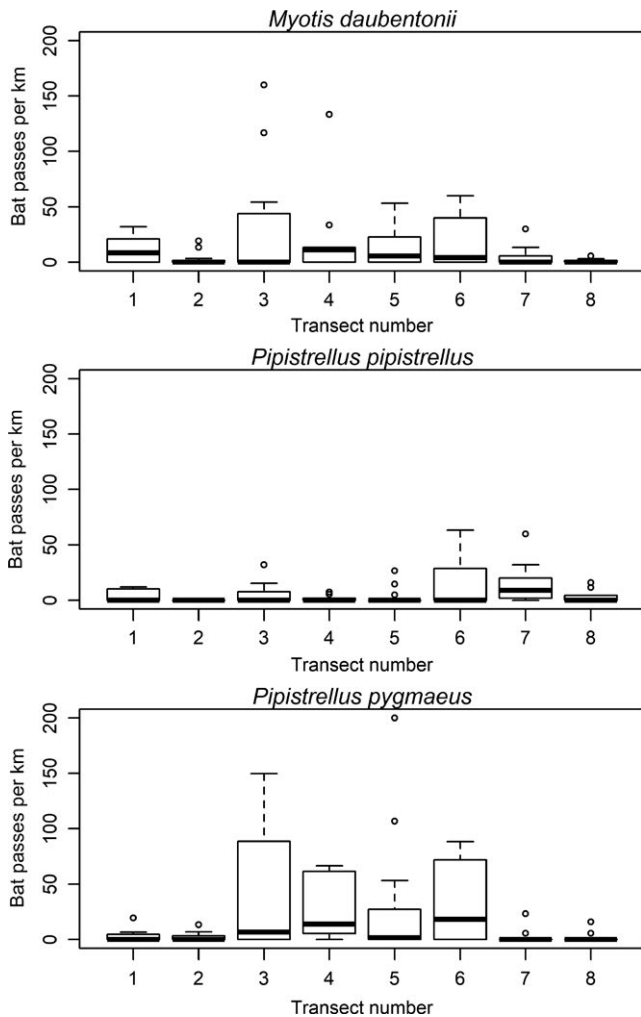 Myotis daubentonii
Bat passes per km
200
150
100
50
0
1 2 3 4 5 6 7 8
Transect number
Pipistrellus pipistrellus
Bat passes per km
200
150
100
50
0
1 2 3 4 5 6 7 8
Transect number
Pipistrellus pygmaeus
Bat passes per km
200
150
100
50
0
1 2 3 4 5 6 7 8
Transect number